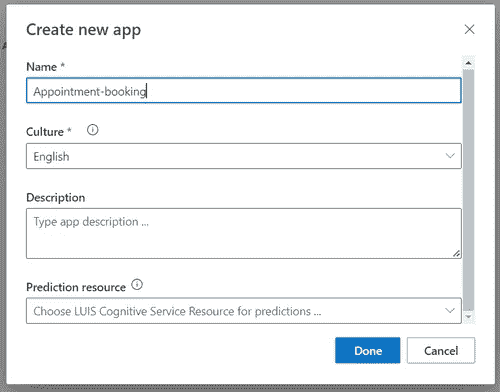 Create new app
Name *
Appointment-booking
Culture *
English
Description
Type app description ...
Prediction resource
Choose LUIS Cognitive Service Resource for predictions ...
Done Cancel